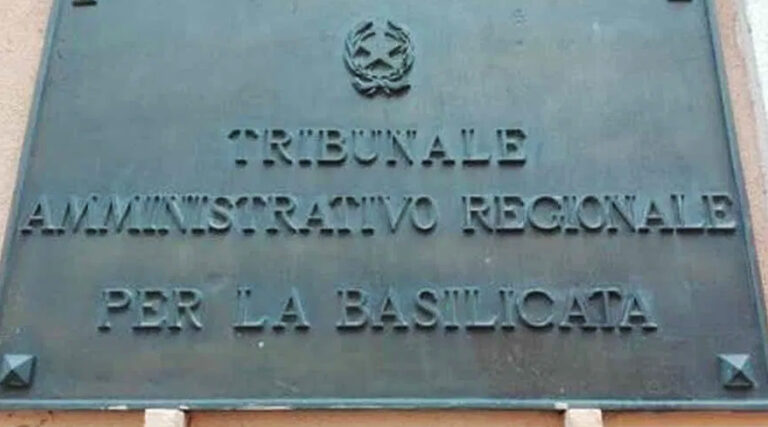 TRIBUNALE
AMMINISTRATIVO REGIONALE
PER LA BASILICATA